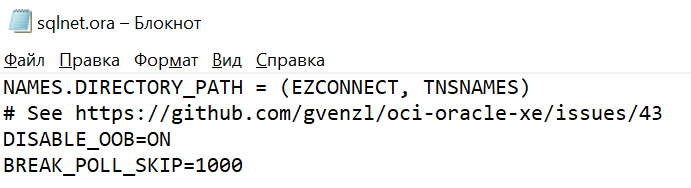 sqlnet.ora – Блокнот
Файл Правка Формат Вид Справка
NAMES.DIRECTORY_PATH = (EZCONNECT, TNSNAMES)
# See https://github.com/gvenzl/oci-oracle-xe/issues/43
DISABLE_OOB=ON
BREAK_POLL_SKIP=1000